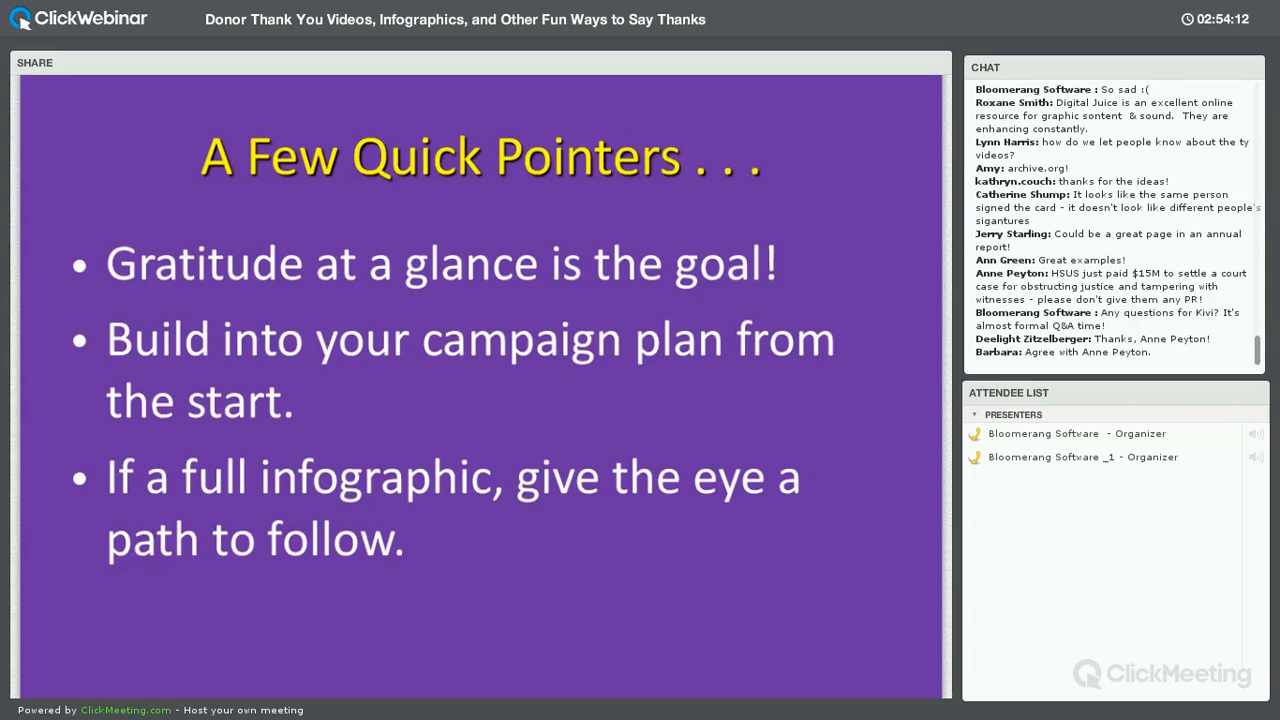 ClickWebinar
Donor Thank You Videos, Infographics, and Other Fun Ways to Say Thanks
02:54:12
SHARE
A Few Quick Pointers . . .
• Gratitude at a glance is the goal!
• Build into your campaign plan from
the start.
• If a full infographic, give the eye a
path to follow.
CHAT
Bloomerang Software : So sad :(
Roxane Smith: Digital Juice is an excellent online
resource for graphic sontent & sound. They are
enhancing constantly.
Lynn Harris: how do we let people know about the ty
videos?
Amy: archive.org!
kathryn.couch: thanks for the ideas!
Catherine Shump: It looks like the same person
signed the card - it doesn't look like different people's
sigantures
Jerry Starling: Could be a great page in an annual
report!
Ann Green: Great examples!
Anne Peyton: HSUS just paid $15M to settle a court
case for obstructing justice and tampering with
witnesses - please don't give them any PR!
Bloomerang Software : Any questions for Kivi? It's
almost formal Q&A time!
Deelight Zitzelberger: Thanks, Anne Peyton!
Barbara: Agree with Anne Peyton.
ATTENDEE LIST
PRESENTERS
Bloomerang Software - Organizer
Bloomerang Software _1 - Organizer
ClickMeeting
Powered by ClickMeeting.com - Host your own meeting